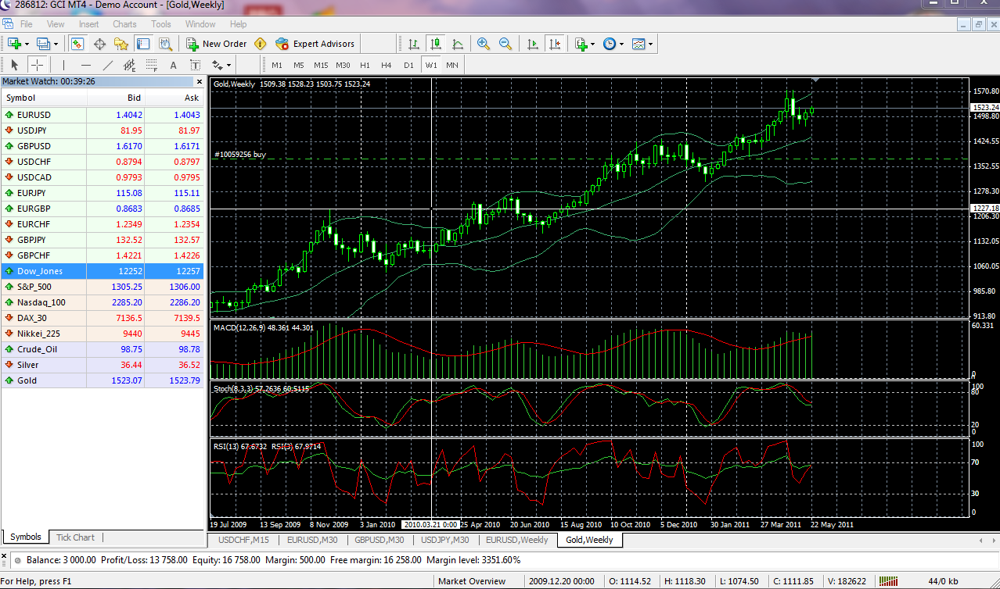 286812: GCI MT4 - Demo Account - [Gold,Weekly]
File View Insert Charts Tools Window Help
New Order Expert Advisors
A T M1 M5 M15 M30 H1 H4 D1 W1 MN
Market Watch: 00:39:26
Symbol Bid Ask
EURUSD 1.4042 1.4043
USDJPY 81.95 81.97
GBPUSD 1.6170 1.6171
USDCHF 0.8794 0.8797
USDCAD 0.9793 0.9795
EURJPY 115.08 115.11
EURGBP 0.8683 0.8685
EURCHF 1.2349 1.2354
GBPJPY 132.52 132.57
GBPCHF 1.4221 1.4226
Dow_Jones 12252 12257
S&P_500 1305.25 1306.00
Nasdaq_100 2285.20 2286.20
DAX_30 7136.5 7139.5
Nikkei_225 9440 9445
Crude_Oil 98.75 98.78
Silver 36.44 36.52
Gold 1523.07 1523.79
Symbols Tick Chart
Gold,Weekly 1509.38 1528.23 1503.75 1523.24
#10059256 buy
1570.80
1523.24
1498.80
1424.55
1352.55
1278.30
1227.18
1206.30
1132.05
1060.05
985.80
913.80
MACD(12,26,9) 48.361 44.301
60.331
0
Stoch(8,3,3) 57.2636 60.5115
100
80
20
0
RSI(13) 67.6732 RSI(3) 67.9714
100
70
30
0
19 Jul 2009 13 Sep 2009 8 Nov 2009 3 Jan 2010 2010.03.21 0:00 25 Apr 2010 20 Jun 2010 15 Aug 2010 10 Oct 2010 5 Dec 2010 30 Jan 2011 27 Mar 2011 22 May 2011
USDCHF,M15 EURUSD,M30 GBPUSD,M30 USDJPY,M30 EURUSD,Weekly Gold,Weekly
Balance: 3 000.00 Profit/Loss: 13 758.00 Equity: 16 758.00 Margin: 500.00 Free margin: 16 258.00 Margin level: 3351.60%
For Help, press F1 Market Overview 2009.12.20 00:00 O: 1114.52 H: 1118.30 L: 1074.50 C: 1111.85 V: 182622 44/0 kb